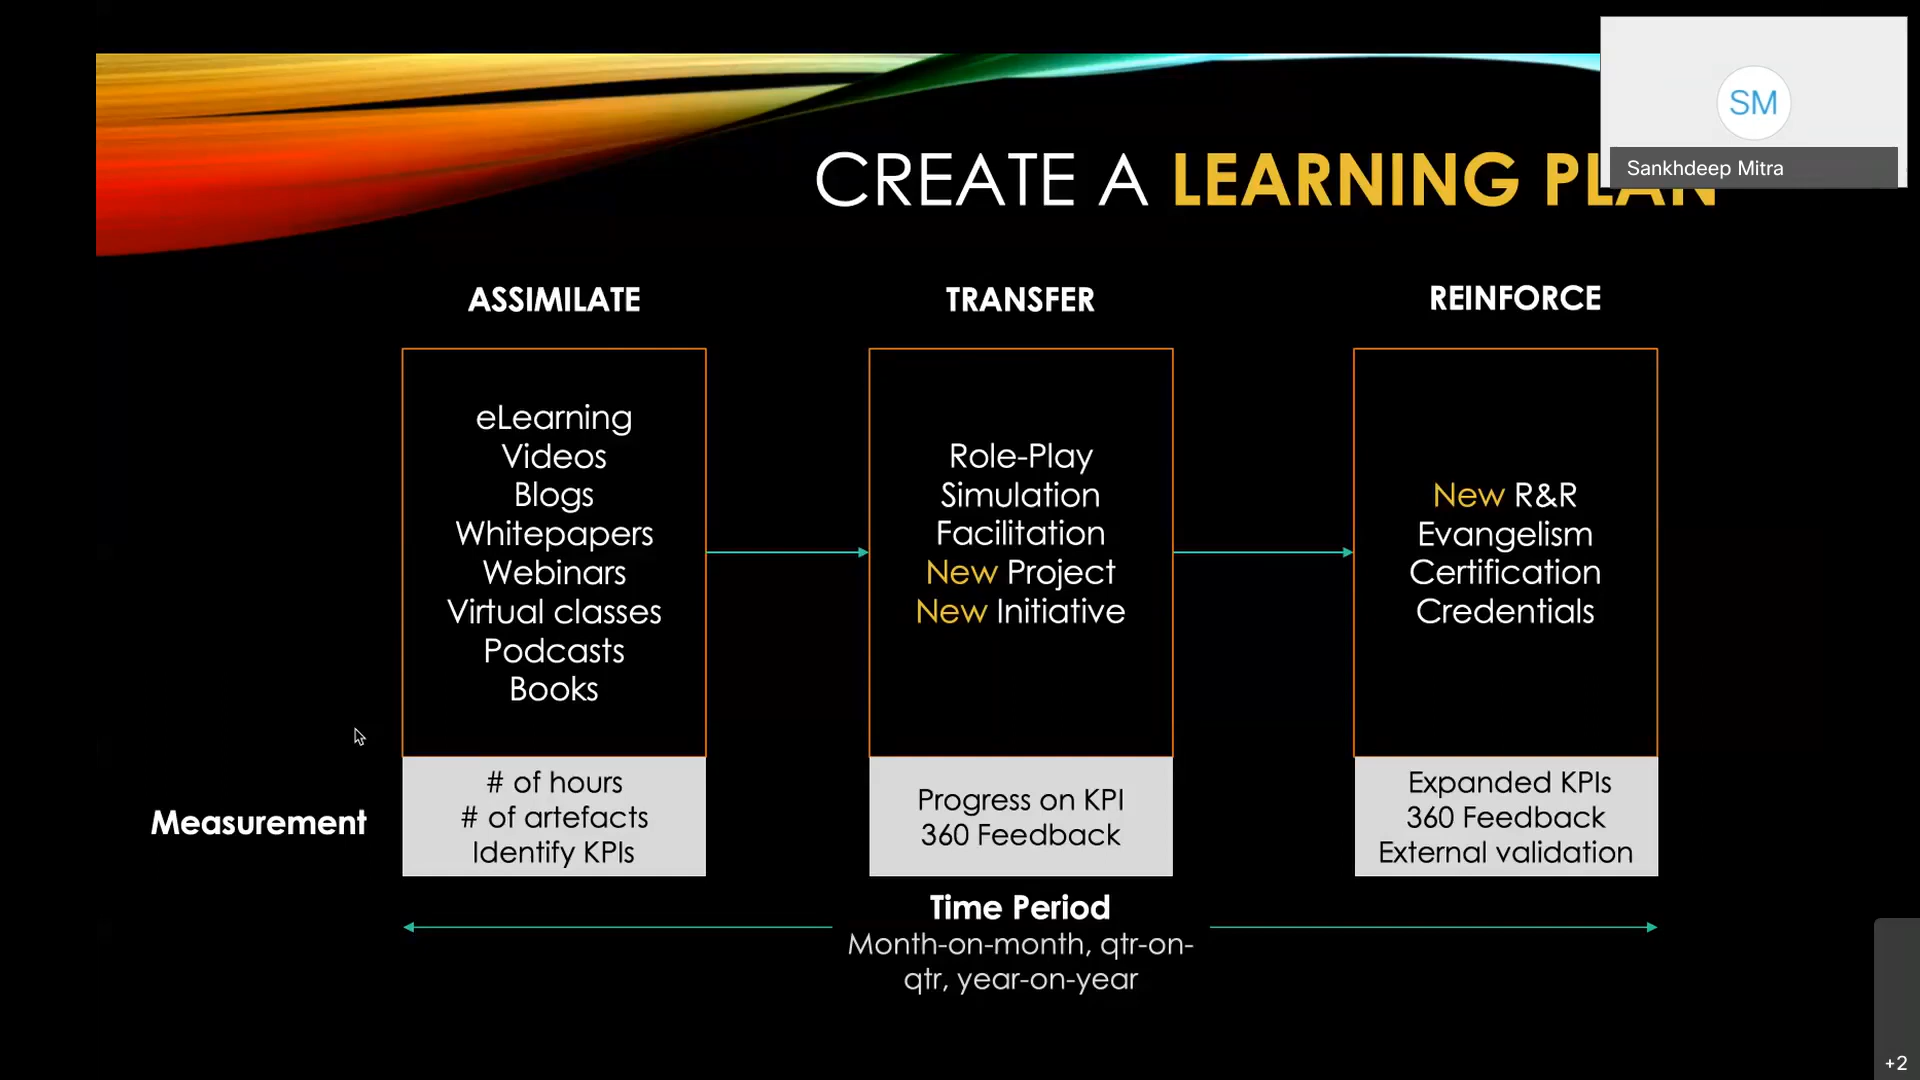 SM
Sankhdeep Mitra
CREATE A LEARNING PLAN
ASSIMILATE
eLearning
Videos
Blogs
Whitepapers
Webinars
Virtual classes
Podcasts
Books
TRANSFER
Role-Play
Simulation
Facilitation
New Project
New Initiative
REINFORCE
New R&R
Evangelism
Certification
Credentials
Measurement
# of hours
# of artefacts
Identify KPIs
Progress on KPI
360 Feedback
Expanded KPIs
360 Feedback
External validation
Time Period
Month-on-month, qtr-on-
qtr, year-on-year
+2